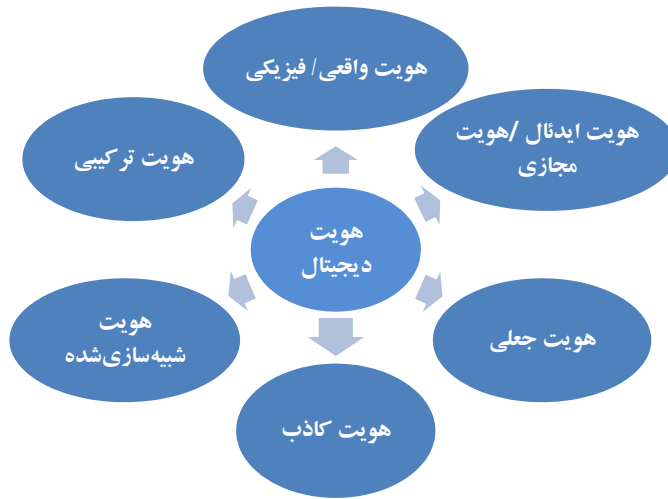 هویت واقعی/ فیزیکی
هویت ایدئال /هویت
مجازی
هویت ترکیبی
هویت
دیجیتال
هویت
شبیه‌سازی‌شده
هویت جعلی
هویت کاذب